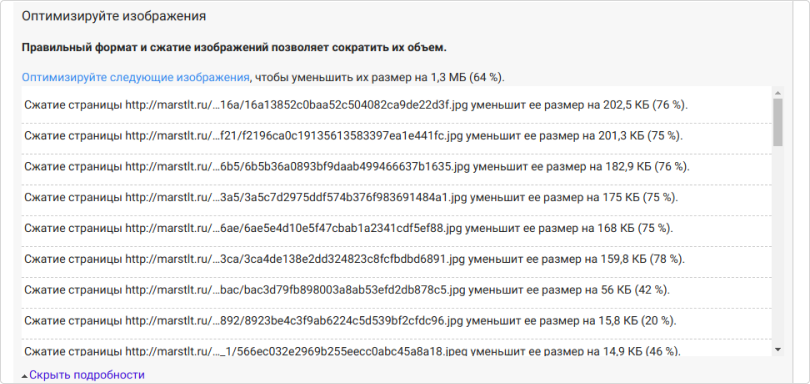 Оптимизируйте изображения
Правильный формат и сжатие изображений позволяет сократить их объем.
Оптимизируйте следующие изображения, чтобы уменьшить их размер на 1,3 МБ (64 %).
Сжатие страницы http://marstlt.ru/…16a/16a13852c0baa52c504082ca9de22d3f.jpg уменьшит ее размер на 202,5 КБ (76 %).
Сжатие страницы http://marstlt.ru/…f21/f2196ca0c19135613583397ea1e441fc.jpg уменьшит ее размер на 201,3 КБ (75 %).
Сжатие страницы http://marstlt.ru/…6b5/6b5b36a0893bf9daab499466637b1635.jpg уменьшит ее размер на 182,9 КБ (76 %).
Сжатие страницы http://marstlt.ru/…3a5/3a5c7d2975ddf574b376f983691484a1.jpg уменьшит ее размер на 175 КБ (75 %).
Сжатие страницы http://marstlt.ru/…6ae/6ae5e4d10e5f47cbab1a2341cdf5ef88.jpg уменьшит ее размер на 168 КБ (75 %).
Сжатие страницы http://marstlt.ru/…3ca/3ca4de138e2dd324823c8fcfbdbd6891.jpg уменьшит ее размер на 159,8 КБ (78 %).
Сжатие страницы http://marstlt.ru/…bac/bac3d79fb898003a8ab53efd2db878c5.jpg уменьшит ее размер на 56 КБ (42 %).
Сжатие страницы http://marstlt.ru/…892/8923be4c3f9ab6224c5d539bf2cfdc96.jpg уменьшит ее размер на 15,8 КБ (20 %).
Сжатие страницы http://marstlt.ru/…_1/566ec032e2969b255eecc0abc45a8a18.jpeg уменьшит ее размер на 14,9 КБ (46 %).
Скрыть подробности